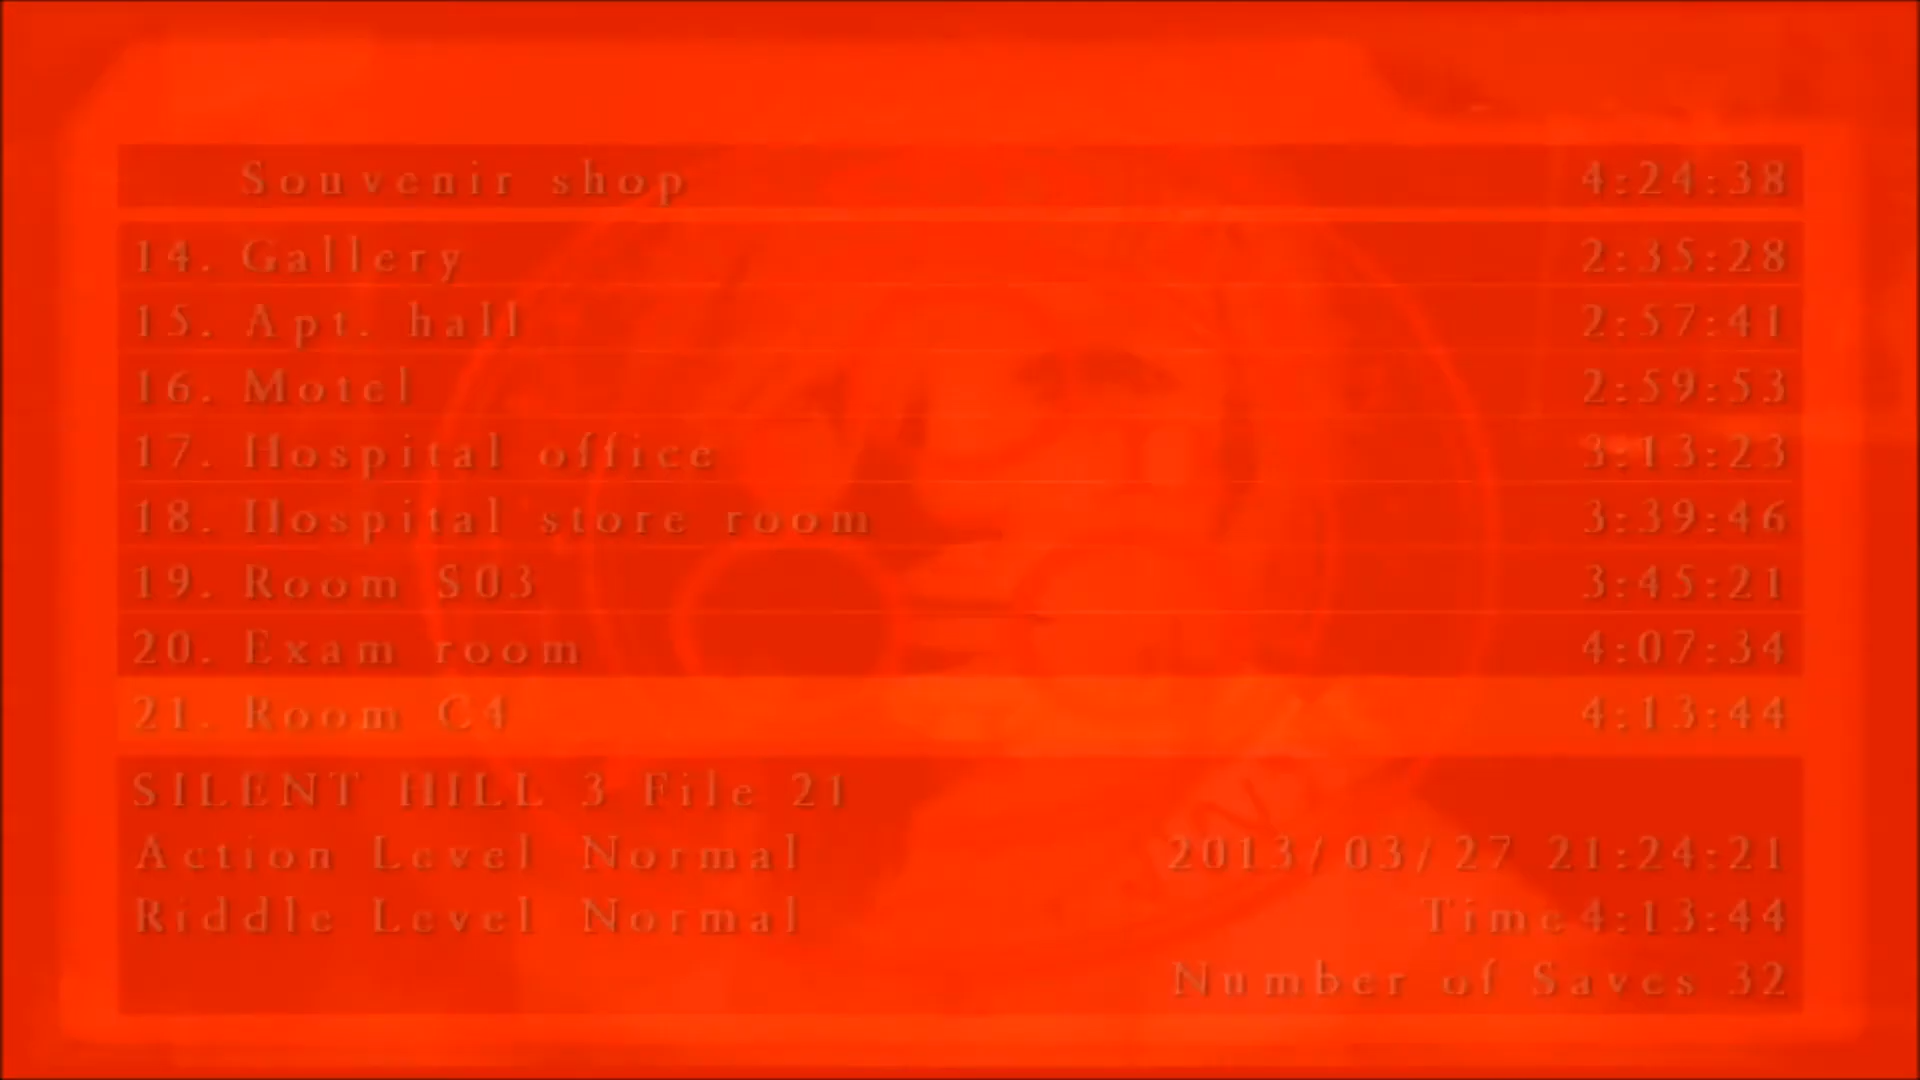 Souvenir shop 4:24:38
14. Gallery 2:35:28
15. Apt. hall 2:57:41
16. Motel 2:59:53
17. Hospital office 3:13:23
18. Hospital store room 3:39:46
19. Room S03 3:45:21
20. Exam room 4:07:34
21. Room C4 4:13:44
SILENT HILL 3 File 21
Action Level Normal 2013/03/27 21:24:21
Riddle Level Normal Time 4:13:44
Number of Saves 32